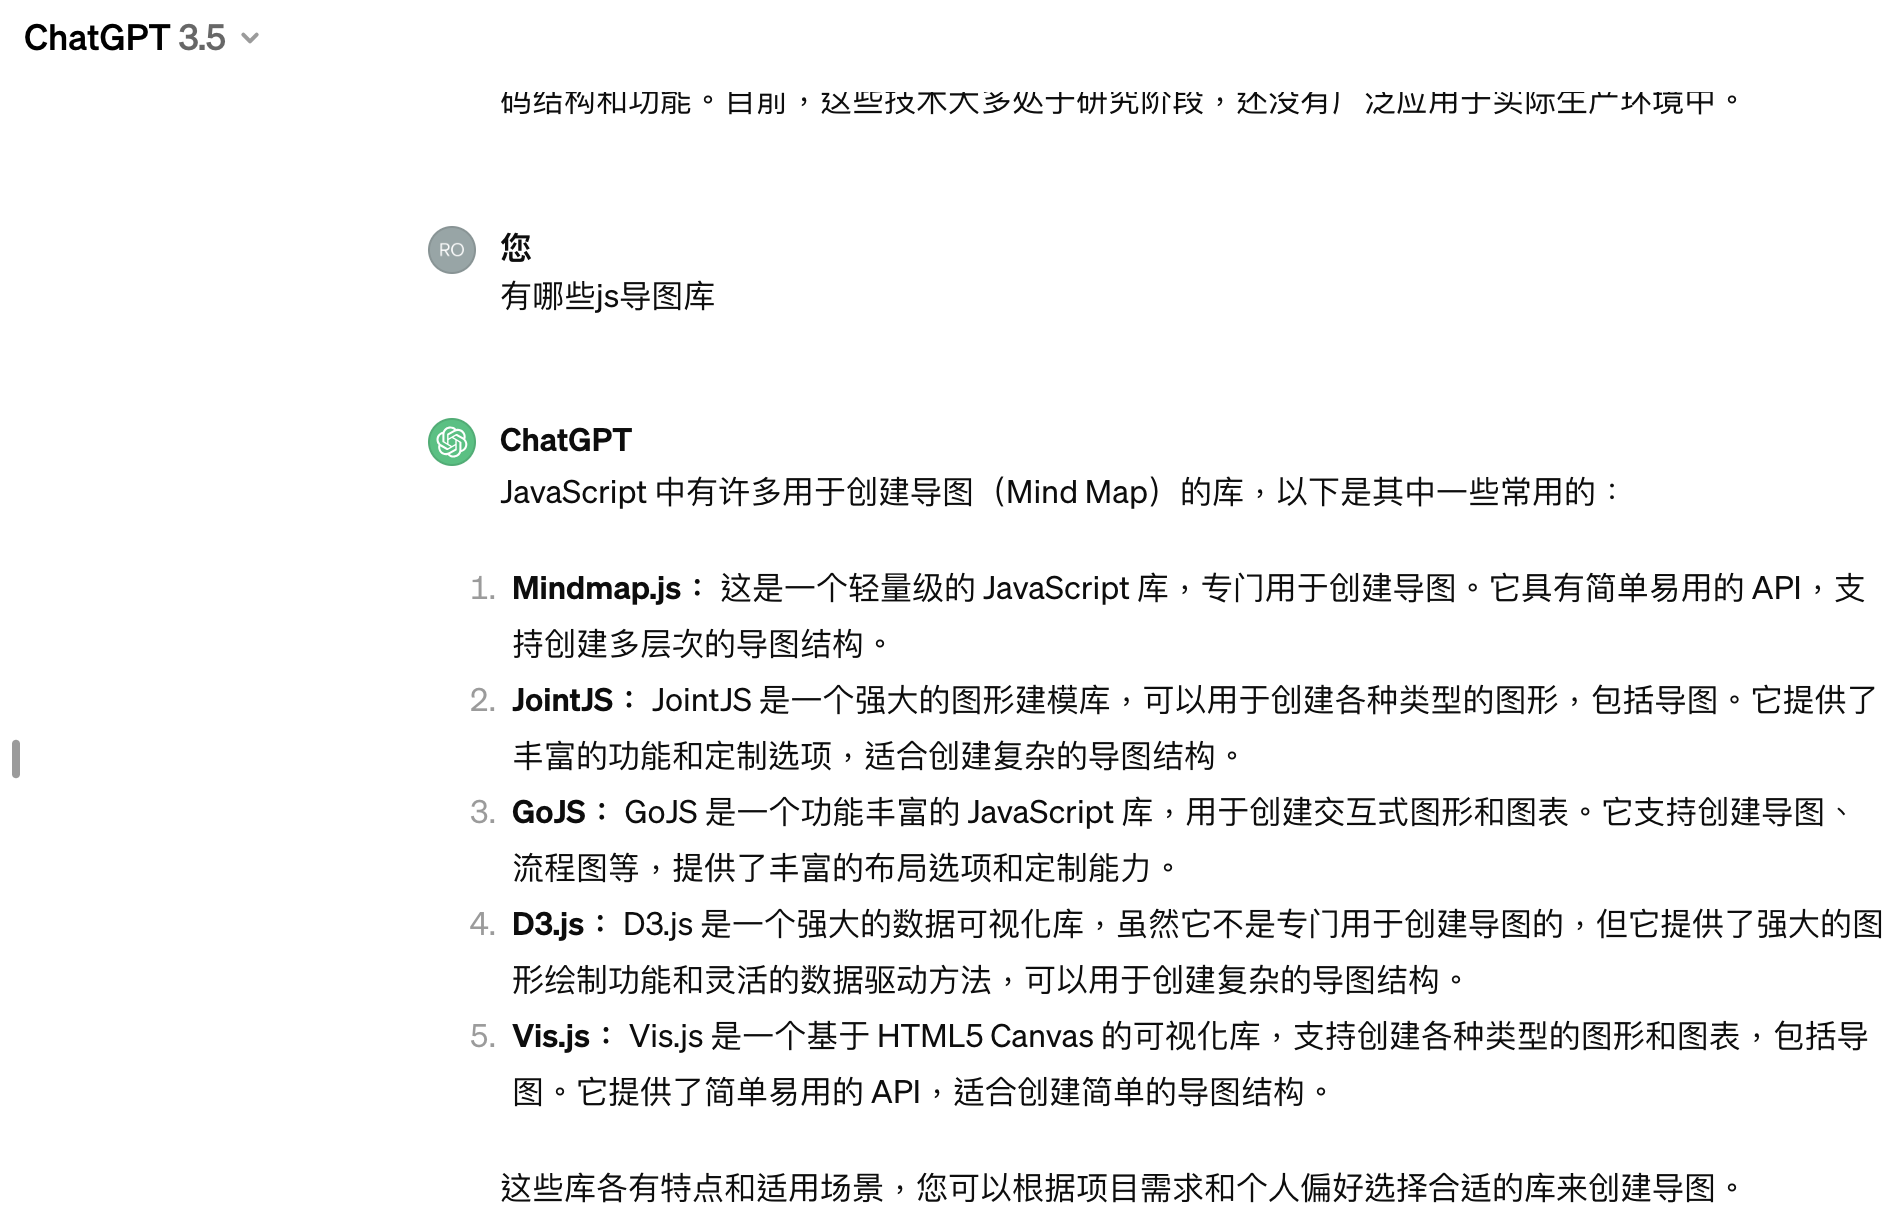 ChatGPT 3.5
码结构和功能。目前，这些技术大多处于研究阶段，还没有广泛应用于实际生产环境中。
RO
您
有哪些js导图库
ChatGPT
JavaScript 中有许多用于创建导图（Mind Map）的库，以下是其中一些常用的：
1. Mindmap.js： 这是一个轻量级的 JavaScript 库，专门用于创建导图。它具有简单易用的 API，支
持创建多层次的导图结构。
2. JointJS： JointJS 是一个强大的图形建模库，可以用于创建各种类型的图形，包括导图。它提供了
丰富的功能和定制选项，适合创建复杂的导图结构。
3. GoJS： GoJS 是一个功能丰富的 JavaScript 库，用于创建交互式图形和图表。它支持创建导图、
流程图等，提供了丰富的布局选项和定制能力。
4. D3.js： D3.js 是一个强大的数据可视化库，虽然它不是专门用于创建导图的，但它提供了强大的图
形绘制功能和灵活的数据驱动方法，可以用于创建复杂的导图结构。
5. Vis.js： Vis.js 是一个基于 HTML5 Canvas 的可视化库，支持创建各种类型的图形和图表，包括导
图。它提供了简单易用的 API，适合创建简单的导图结构。
这些库各有特点和适用场景，您可以根据项目需求和个人偏好选择合适的库来创建导图。